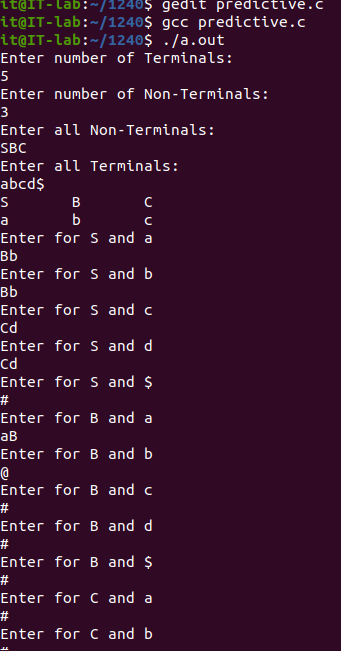 it@IT-lab:~/1240$ gedit predictive.c
it@IT-lab:~/1240$ gcc predictive.c
it@IT-lab:~/1240$ ./a.out
Enter number of Terminals:
5
Enter number of Non-Terminals:
3
Enter all Non-Terminals:
SBC
Enter all Terminals:
abcd$
S B C
a b c
Enter for S and a
Bb
Enter for S and b
Bb
Enter for S and c
Cd
Enter for S and d
Cd
Enter for S and $
#
Enter for B and a
aB
Enter for B and b
@
Enter for B and c
#
Enter for B and d
#
Enter for B and $
#
Enter for C and a
#
Enter for C and b
#